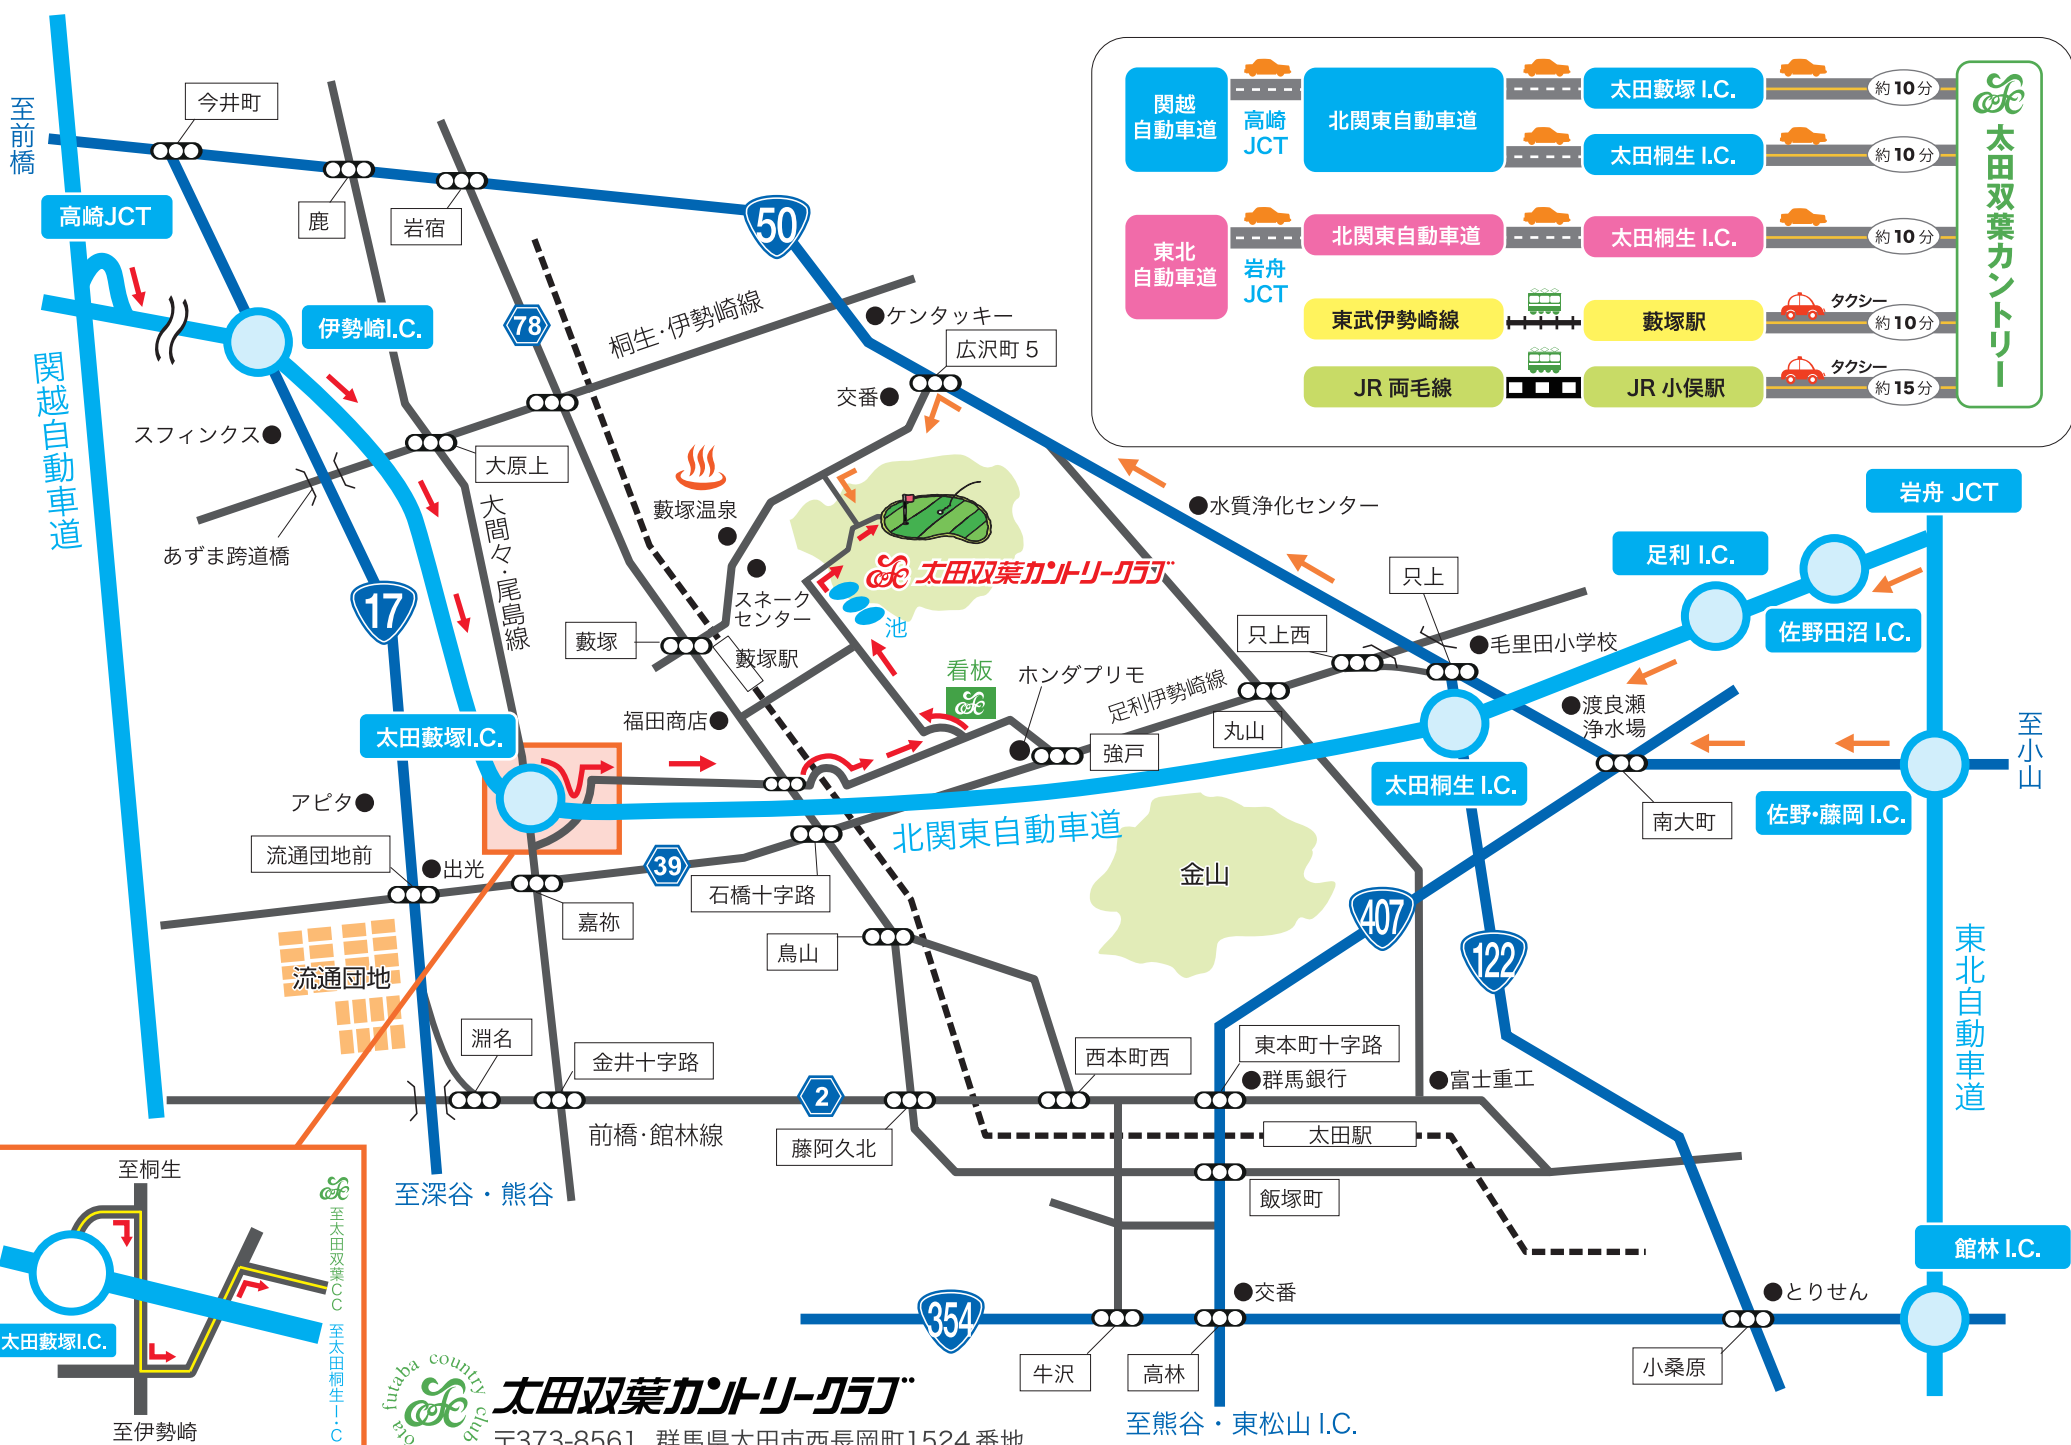 関越
自動車道
高崎
JCT
北関東自動車道
太田藪塚 I.C.
約10分
太田桐生 I.C.
約10分
東北
自動車道
岩舟
JCT
北関東自動車道
太田桐生 I.C.
約10分
東武伊勢崎線
藪塚駅
タクシー
約10分
JR 両毛線
JR 小俣駅
タクシー
約15分
太田双葉カントリー
至前橋
今井町
鹿
岩宿
高崎JCT
50
伊勢崎I.C.
78
桐生・伊勢崎線
ケンタッキー
広沢町 5
交番
関越自動車道
スフィンクス
大原上
あずま跨道橋
大間々・尾島線
藪塚温泉
水質浄化センター
岩舟 JCT
足利 I.C.
佐野田沼 I.C.
太田双葉カントリークラブ
17
スネーク
センター
池
藪塚
藪塚駅
只上
只上西
毛里田小学校
看板
ホンダプリモ
足利伊勢崎線
丸山
強戸
渡良瀬
浄水場
至小山
福田商店
太田藪塚I.C.
太田桐生 I.C.
佐野・藤岡 I.C.
南大町
アピタ
北関東自動車道
流通団地前
出光
39
石橋十字路
嘉祢
金山
407
122
鳥山
流通団地
東北自動車道
淵名
金井十字路
2
西本町西
東本町十字路
群馬銀行
富士重工
前橋・館林線
藤阿久北
太田駅
飯塚町
至深谷・熊谷
館林 I.C.
354
交番
とりせん
牛沢
高林
小桑原
至熊谷・東松山 I.C.
至桐生
至太田双葉CC
至太田桐生I・C
太田藪塚I.C.
至伊勢崎
ota futaba country club
太田双葉カントリークラブ
〒373-8561 群馬県太田市西長岡町1524番地